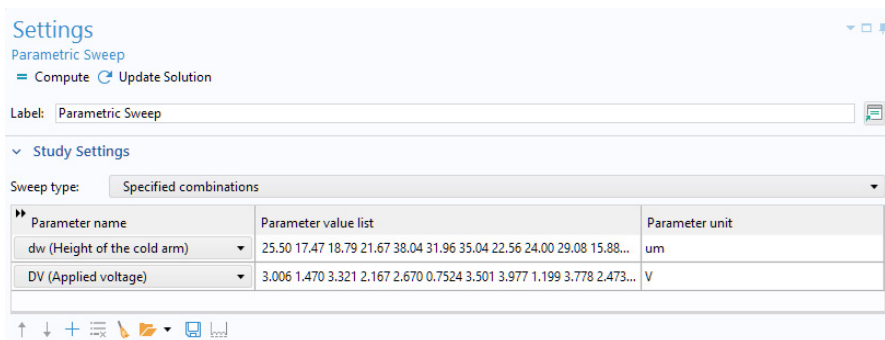 Settings
Parametric Sweep
= Compute Update Solution
Label: Parametric Sweep
Study Settings
Sweep type: Specified combinations
Parameter name Parameter value list Parameter unit
dw (Height of the cold arm) 25.50 17.47 18.79 21.67 38.04 31.96 35.04 22.56 24.00 29.08 15.88... um
DV (Applied voltage) 3.006 1.470 3.321 2.167 2.670 0.7524 3.501 3.977 1.199 3.778 2.473... V